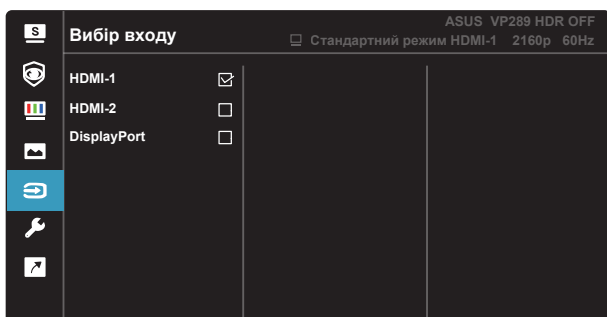 S
Вибір входу
ASUS VP289 HDR OFF
Стандартний режим HDMI-1 2160p 60Hz
HDMI-1
HDMI-2
DisplayPort